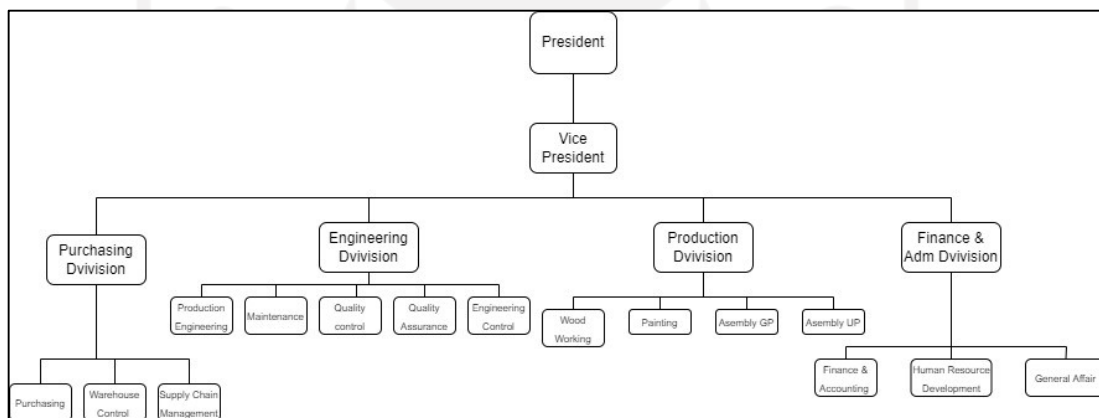 President
Vice
President
Purchasing
Dvivision
Engineering
Dvivision
Production
Dvivision
Finance &
Adm Dvivision
Production
Engineering
Maintenance
Quality
control
Quality
Assurance
Engineering
Control
Wood
Working
Painting
Asembly GP
Asembly UP
Purchasing
Warehouse
Control
Supply Chain
Management
Finance &
Accounting
Human Resource
Development
General Affair